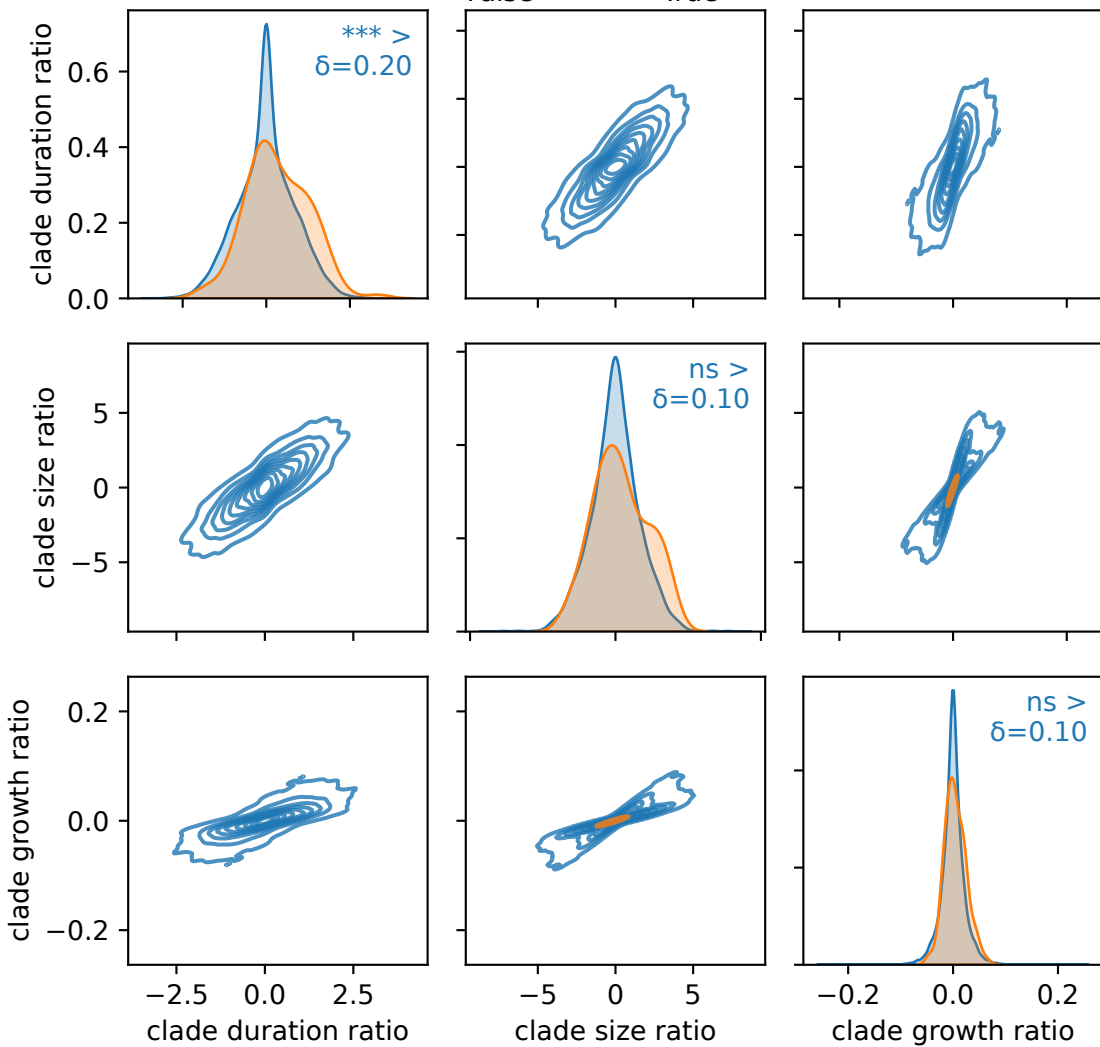 clade duration ratio
0.6
0.4
0.2
0.0
*** >
δ=0.20
clade size ratio
5
0
−5
ns >
δ=0.10
clade growth ratio
0.2
0.0
−0.2
ns >
δ=0.10
−2.5 0.0 2.5
−5 0 5
−0.2 0.0 0.2
clade duration ratio
clade size ratio
clade growth ratio